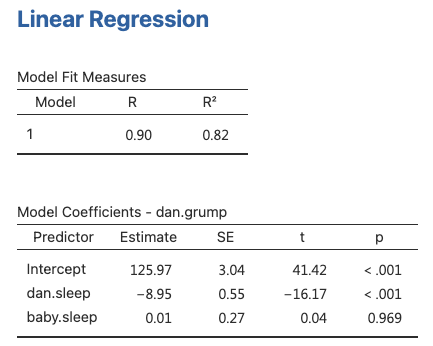 Linear Regression
Model Fit Measures
Model R R²
1 0.90 0.82
Model Coefficients - dan.grump
Predictor Estimate SE t p
Intercept 125.97 3.04 41.42 < .001
dan.sleep −8.95 0.55 −16.17 < .001
baby.sleep 0.01 0.27 0.04 0.969